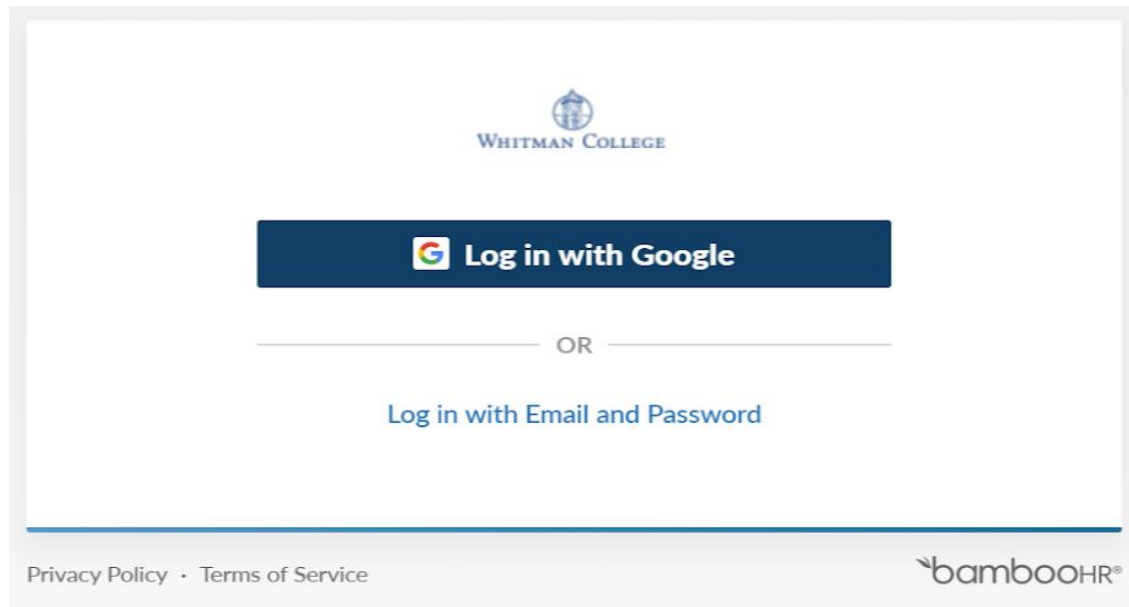 WHITMAN COLLEGE
Log in with Google
OR
Log in with Email and Password
Privacy Policy · Terms of Service
bambooHR®